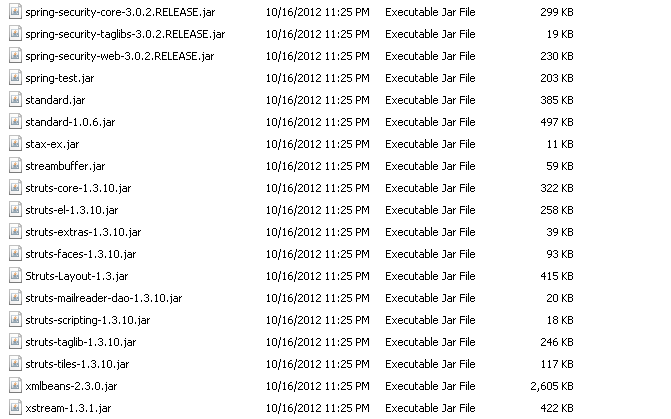 spring-security-core-3.0.2.RELEASE.jar 10/16/2012 11:25 PM Executable Jar File 299 KB
spring-security-taglibs-3.0.2.RELEASE.jar 10/16/2012 11:25 PM Executable Jar File 19 KB
spring-security-web-3.0.2.RELEASE.jar 10/16/2012 11:25 PM Executable Jar File 230 KB
spring-test.jar 10/16/2012 11:25 PM Executable Jar File 203 KB
standard.jar 10/16/2012 11:25 PM Executable Jar File 385 KB
standard-1.0.6.jar 10/16/2012 11:25 PM Executable Jar File 497 KB
stax-ex.jar 10/16/2012 11:25 PM Executable Jar File 11 KB
streambuffer.jar 10/16/2012 11:25 PM Executable Jar File 59 KB
struts-core-1.3.10.jar 10/16/2012 11:25 PM Executable Jar File 322 KB
struts-el-1.3.10.jar 10/16/2012 11:25 PM Executable Jar File 258 KB
struts-extras-1.3.10.jar 10/16/2012 11:25 PM Executable Jar File 39 KB
struts-faces-1.3.10.jar 10/16/2012 11:25 PM Executable Jar File 93 KB
Struts-Layout-1.3.jar 10/16/2012 11:25 PM Executable Jar File 415 KB
struts-mailreader-dao-1.3.10.jar 10/16/2012 11:25 PM Executable Jar File 20 KB
struts-scripting-1.3.10.jar 10/16/2012 11:25 PM Executable Jar File 18 KB
struts-taglib-1.3.10.jar 10/16/2012 11:25 PM Executable Jar File 246 KB
struts-tiles-1.3.10.jar 10/16/2012 11:25 PM Executable Jar File 117 KB
xmlbeans-2.3.0.jar 10/16/2012 11:25 PM Executable Jar File 2,605 KB
xstream-1.3.1.jar 10/16/2012 11:25 PM Executable Jar File 422 KB